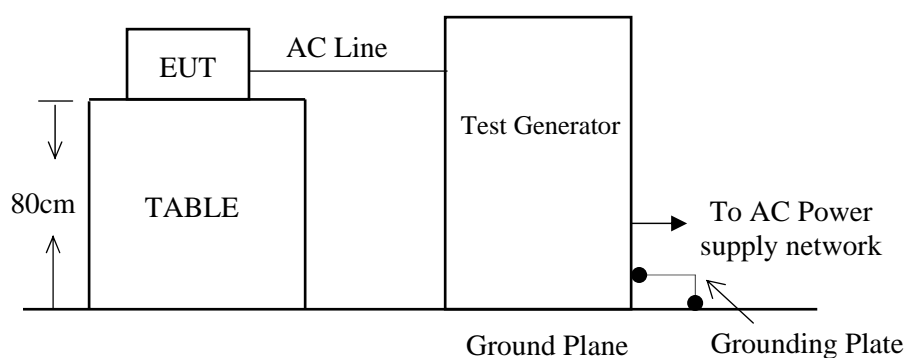 EUT
AC Line
Test Generator
80cm
TABLE
To AC Power
supply network
Ground Plane
Grounding Plate